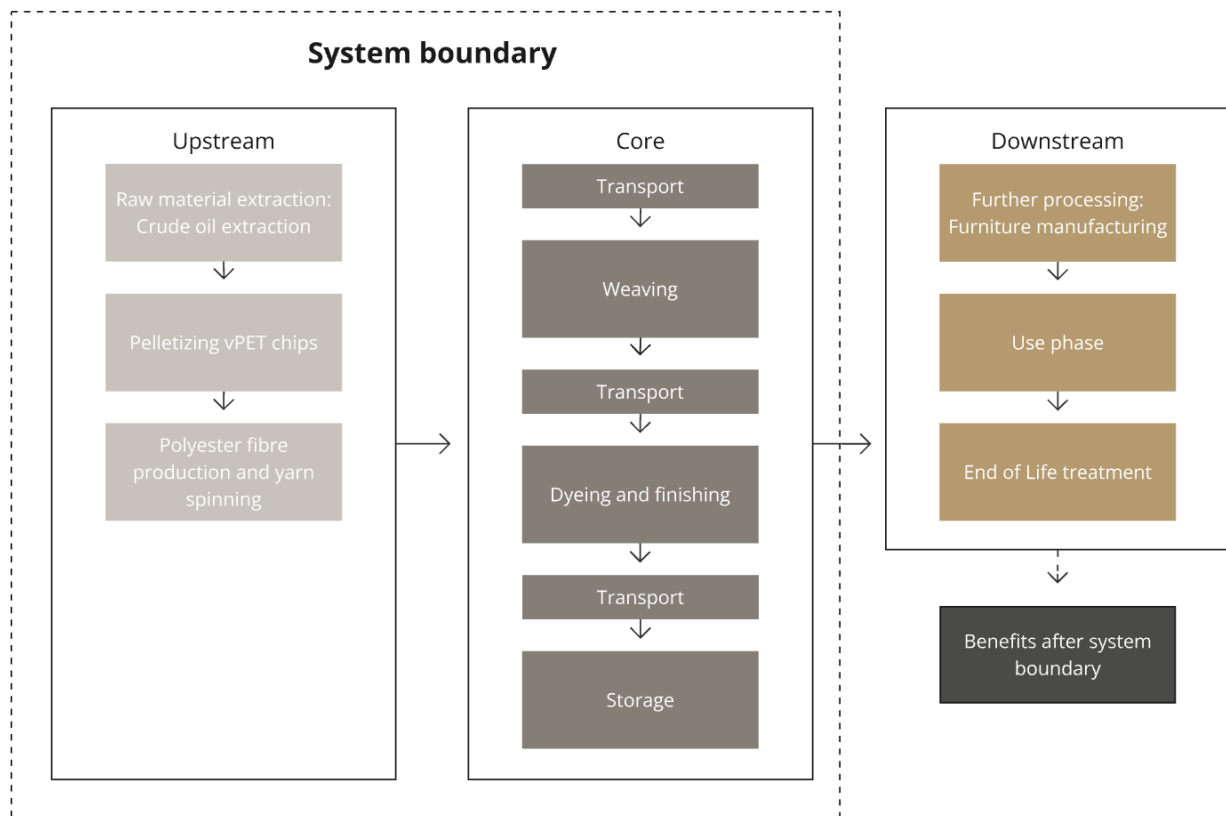 System boundary
Upstream
Raw material extraction:
Crude oil extraction
Pelletizing vPET chips
Polyester fibre
production and yarn
spinning
Core
Transport
Weaving
Transport
Dyeing and finishing
Transport
Storage
Downstream
Further processing:
Furniture manufacturing
Use phase
End of Life treatment
Benefits after system
boundary